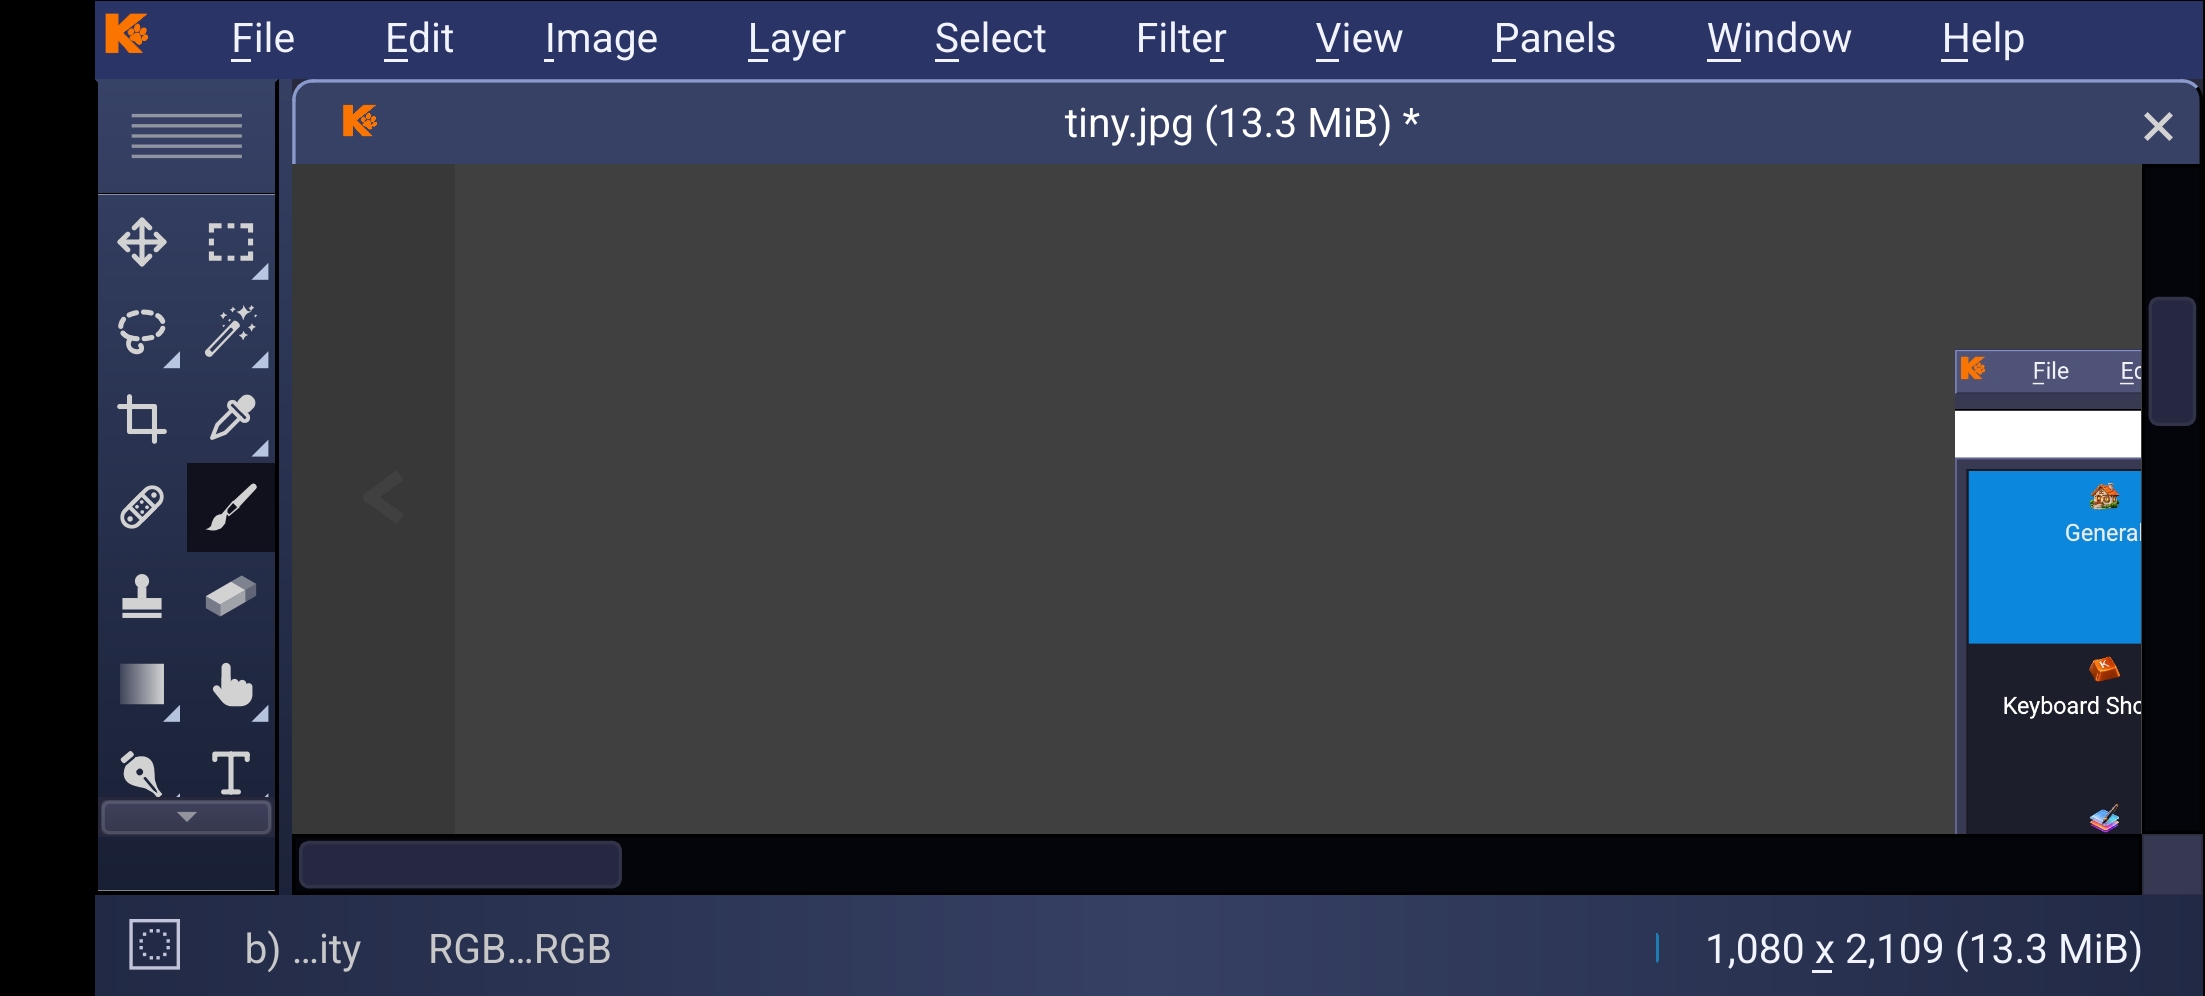 File Edit Image Layer Select Filter View Panels Window Help
tiny.jpg (13.3 MiB) *
File
General
Keyboard
b) ...ity RGB...RGB 1,080 x 2,109 (13.3 MiB)